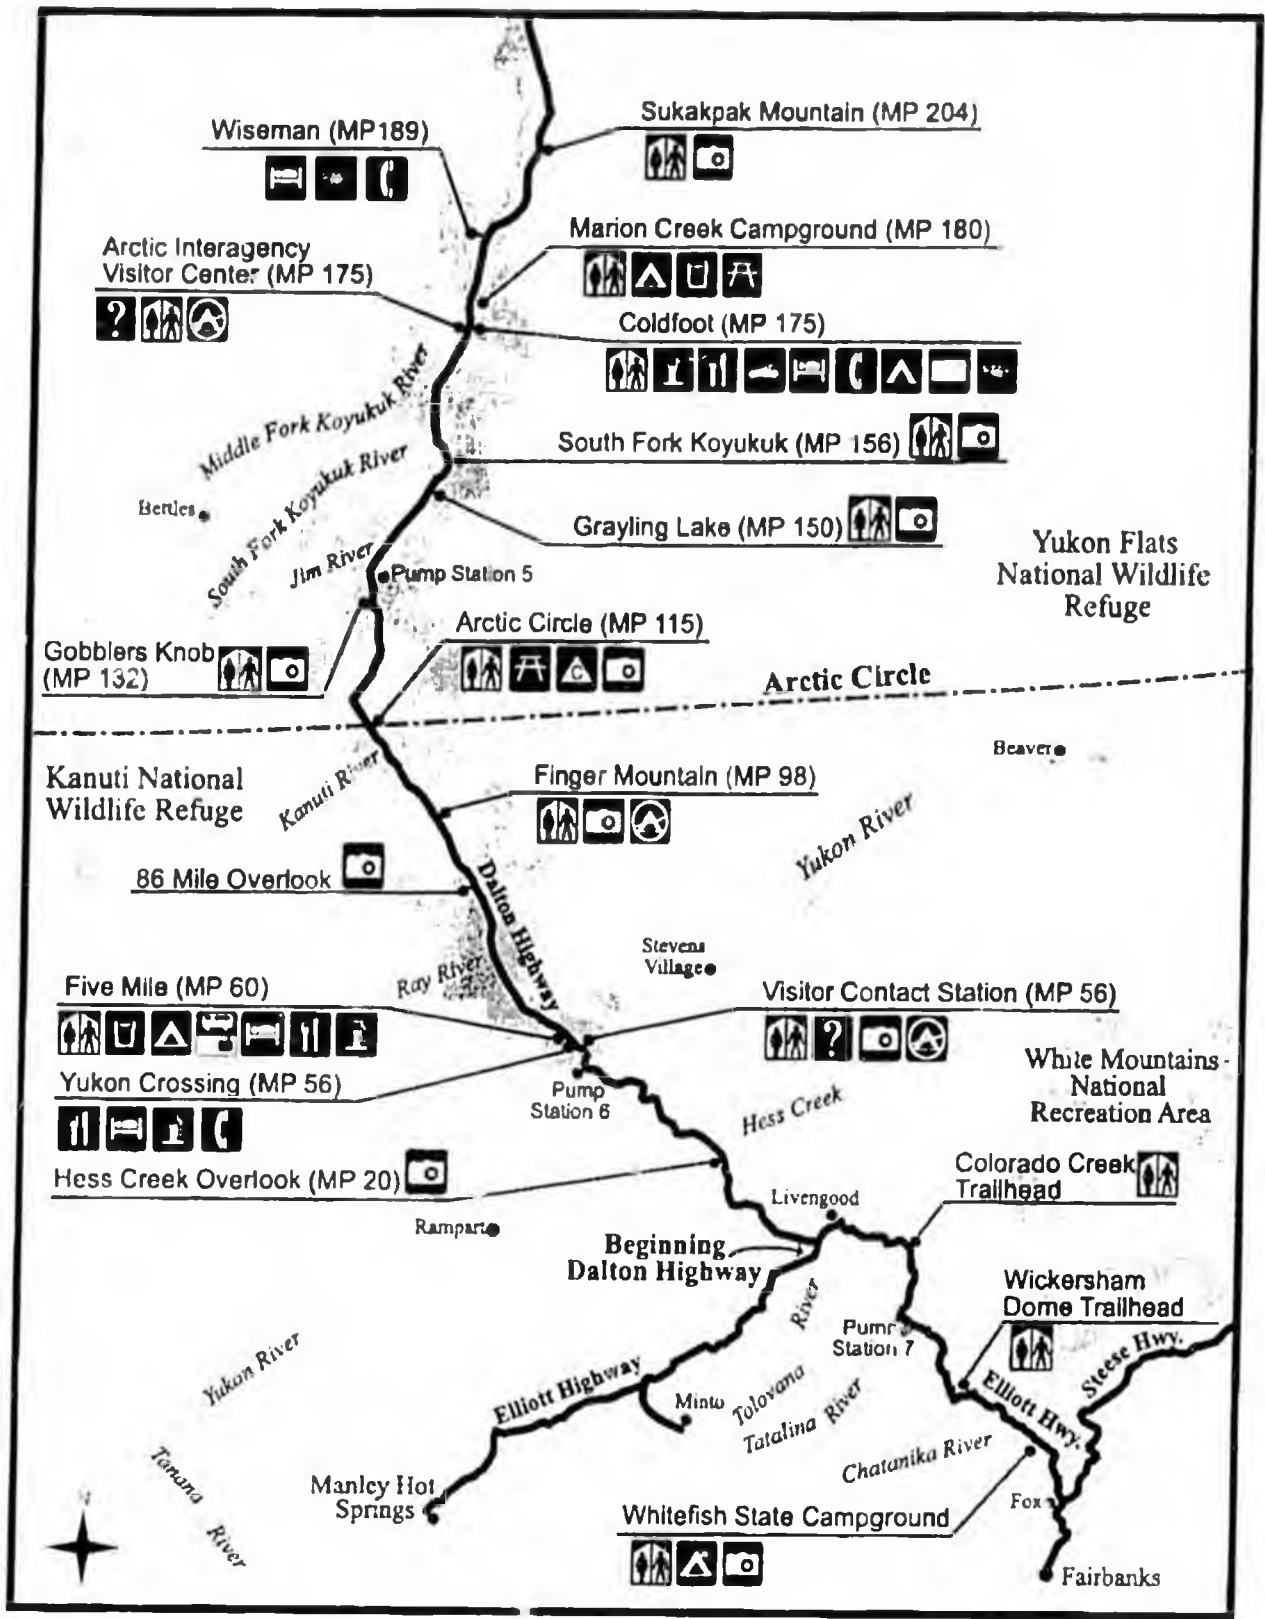 Sukakpak Mountain (MP 204)
Wiseman (MP189)
Marion Creek Campground (MP 180)
Arctic Interagency
Visitor Center (MP 175)
?
Coldfoot (MP 175)
Middle Fork Koyukuk River
South Fork Koyukuk (MP 156)
South Fork Koyukuk River
Bettles
Grayling Lake (MP 150)
Jim River
Pump Station 5
Yukon Flats
National Wildlife
Refuge
Arctic Circle (MP 115)
C
Gobblers Knob
(MP 132)
Arctic Circle
Beaver
Kanuti National
Wildlife Refuge
Kanuti River
Finger Mountain (MP 98)
Yukon River
86 Mile Overlook
Dalton Highway
Stevens
Village
Ray River
Five Mile (MP 60)
Visitor Contact Station (MP 56)
?
Yukon Crossing (MP 56)
Pump
Station 6
White Mountains
National
Recreation Area
Hess Creek
Hess Creek Overlook (MP 20)
Colorado Creek
Trailhead
Livengood
Rampart
Beginning
Dalton Highway
Wickersham
Dome Trailhead
River
Pump
Station 7
Steese Hwy.
Yukon River
Elliott Highway
Minto
Tolovana
Tatalina River
Elliott Hwy.
Chatanika River
Tanana
River
Manley Hot
Springs
Fox
Whitefish State Campground
N
Fairbanks